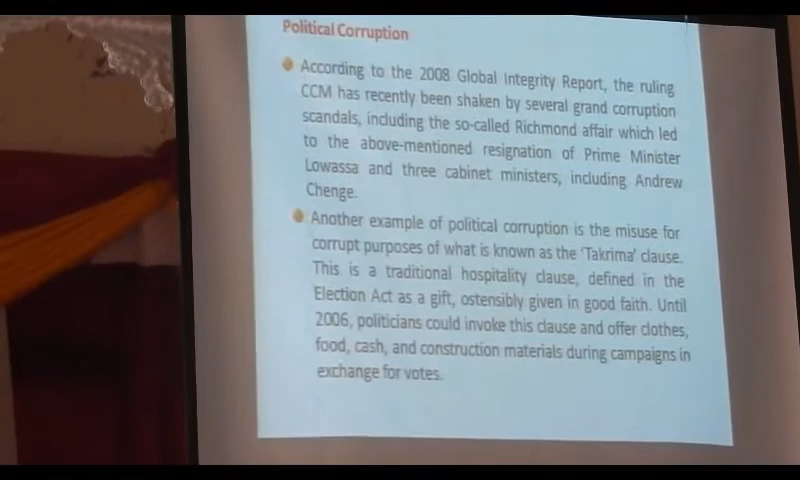 Political Corruption
According to the 2008 Global Integrity Report, the ruling
CCM has recently been shaken by several grand corruption
scandals, including the so-called Richmond affair which led
to the above-mentioned resignation of Prime Minister
Lowassa and three cabinet ministers, including Andrew
Chenge.
Another example of political corruption is the misuse for
corrupt purposes of what is known as the 'Takrima' clause.
This is a traditional hospitality clause, defined in the
Election Act as a gift, ostensibly given in good faith. Until
2006, politicians could invoke this clause and offer clothes,
food, cash, and construction materials during campaigns in
exchange for votes.